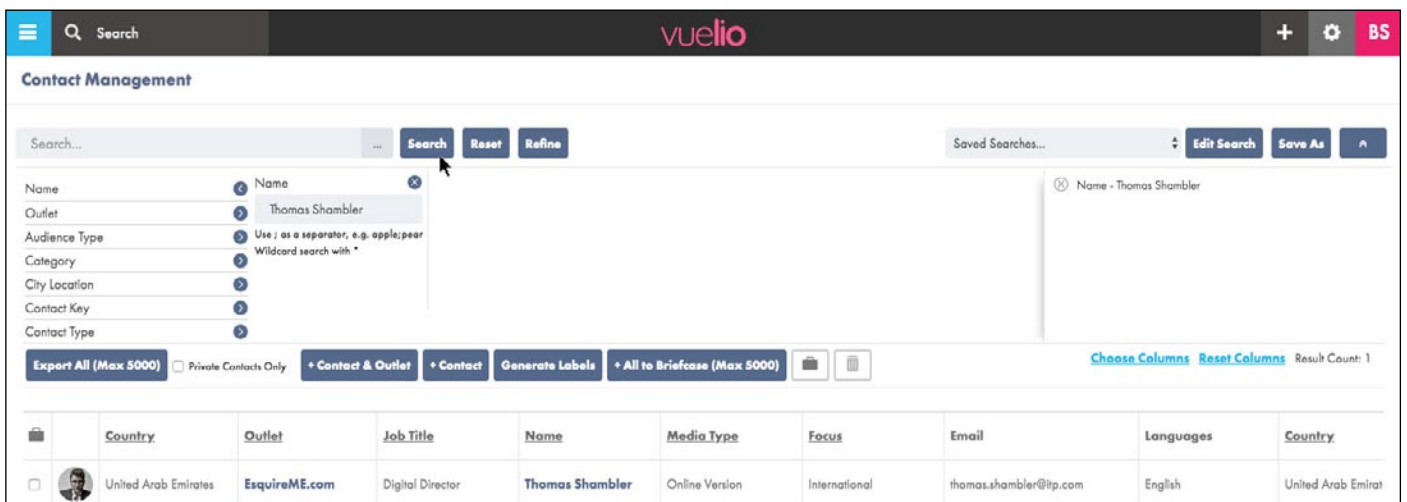 Search vuelio + BS
Contact Management
Search... ... Search Reset Refine Saved Searches... Edit Search Save As
Name Name Name - Thomas Shambler
Outlet Thomas Shambler
Audience Type Use ; as a separator, e.g. apple;pear
Category Wildcard search with *
City Location
Contact Key
Contact Type
Export All (Max 5000) Private Contacts Only + Contact & Outlet + Contact Generate Labels + All to Briefcase (Max 5000) Choose Columns Reset Columns Result Count: 1
Country Outlet Job Title Name Media Type Focus Email Languages Country
United Arab Emirates EsquireME.com Digital Director Thomas Shambler Online Version International thomas.shambler@itp.com English United Arab Emirat